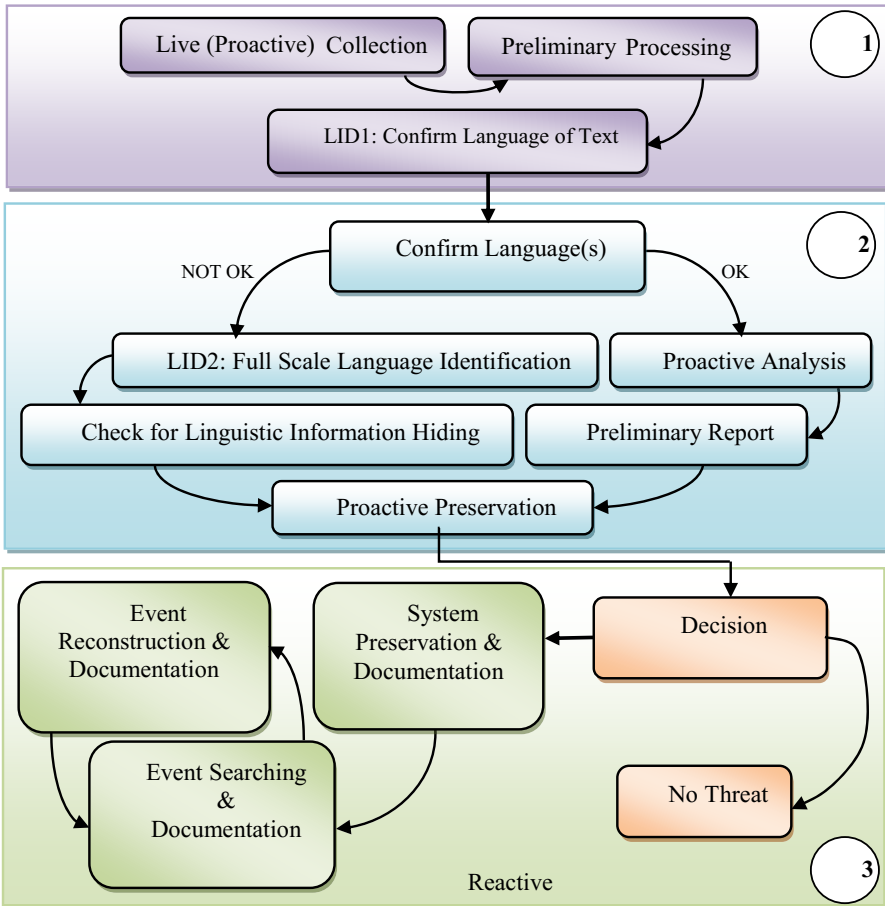 Live (Proactive) Collection
Preliminary Processing
1
LID1: Confirm Language of Text
Confirm Language(s)
2
NOT OK
OK
LID2: Full Scale Language Identification
Proactive Analysis
Check for Linguistic Information Hiding
Preliminary Report
Proactive Preservation
Event
Reconstruction &
Documentation
System
Preservation &
Documentation
Decision
Event Searching
&
Documentation
No Threat
Reactive
3